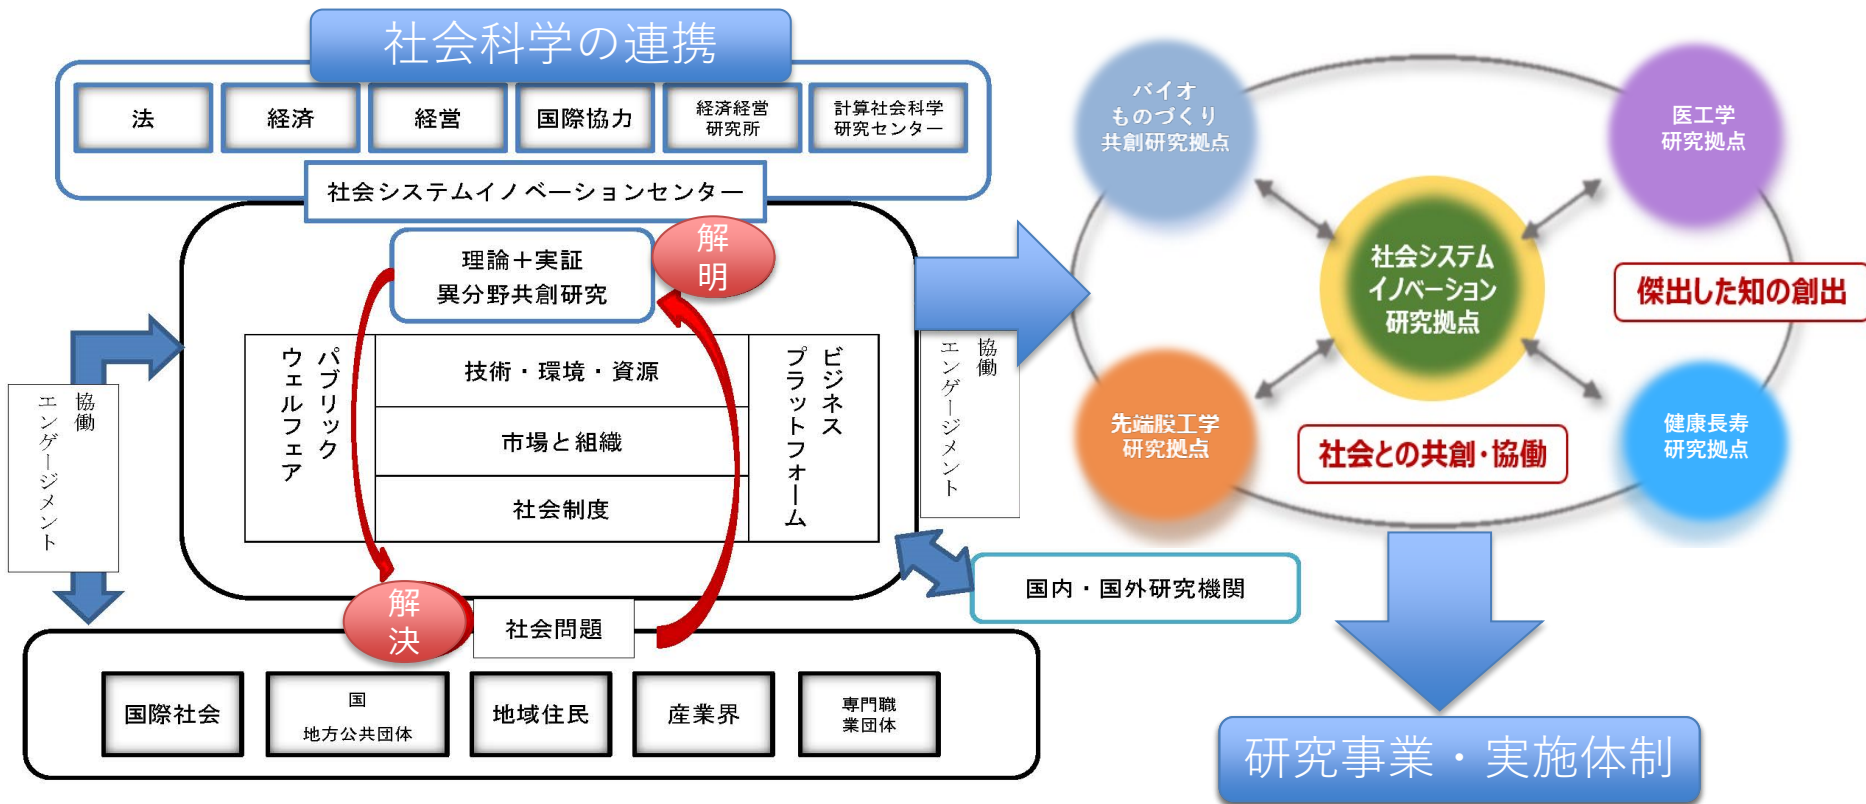 社会科学の連携
法
経済
経営
国際協力
経済経営
研究所
計算社会科学
研究センター
社会システムイノベーションセンター
理論＋実証
異分野共創研究
解
明
パブリック
ウェルフェア
技術・環境・資源
市場と組織
社会制度
ビジネス
プラットフォーム
協働
エンゲージメント
協働
エンゲージメント
解
決
社会問題
国内・国外研究機関
国際社会
国
地方公共団体
地域住民
産業界
専門職
業団体
バイオ
ものづくり
共創研究拠点
医工学
研究拠点
社会システム
イノベーション
研究拠点
傑出した知の創出
先端膜工学
研究拠点
社会との共創・協働
健康長寿
研究拠点
研究事業・実施体制